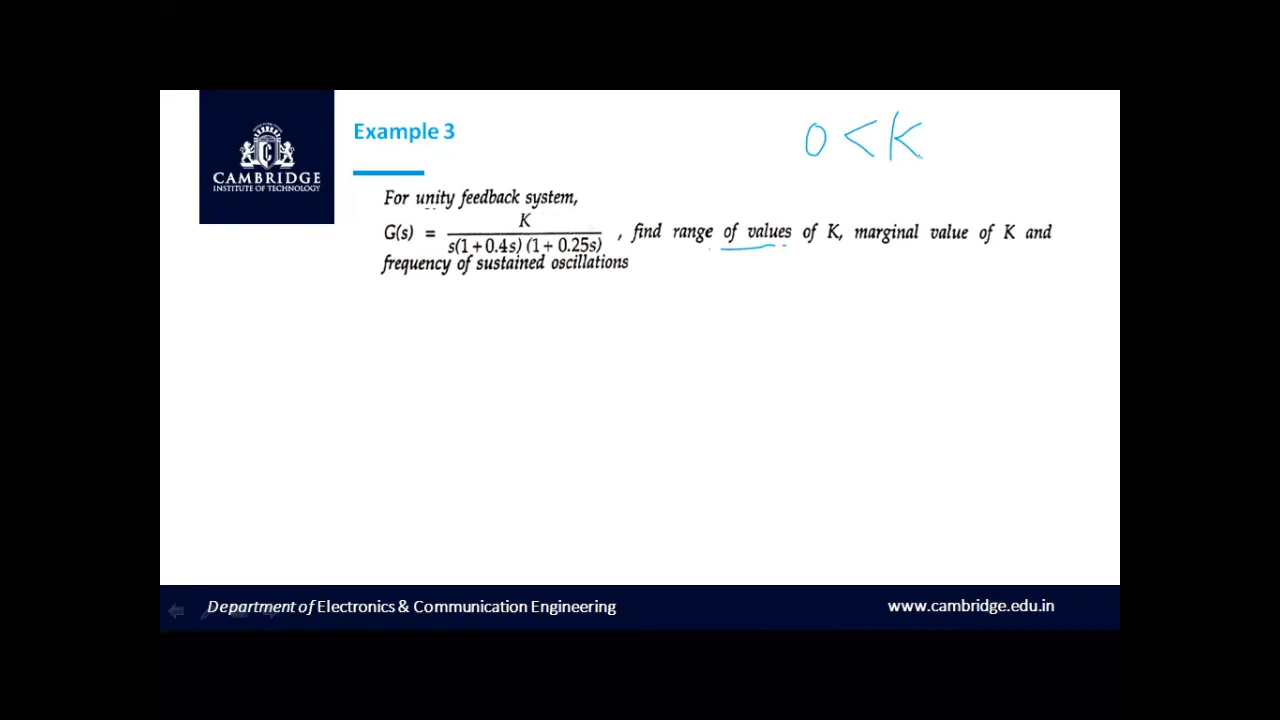 CAMBRIDGE
INSTITUTE OF TECHNOLOGY
Example 3
0 < K
For unity feedback system,
G(s) = K / s(1 + 0.4s) (1 + 0.25s) , find range of values of K, marginal value of K and
frequency of sustained oscillations
Department of Electronics & Communication Engineering
www.cambridge.edu.in